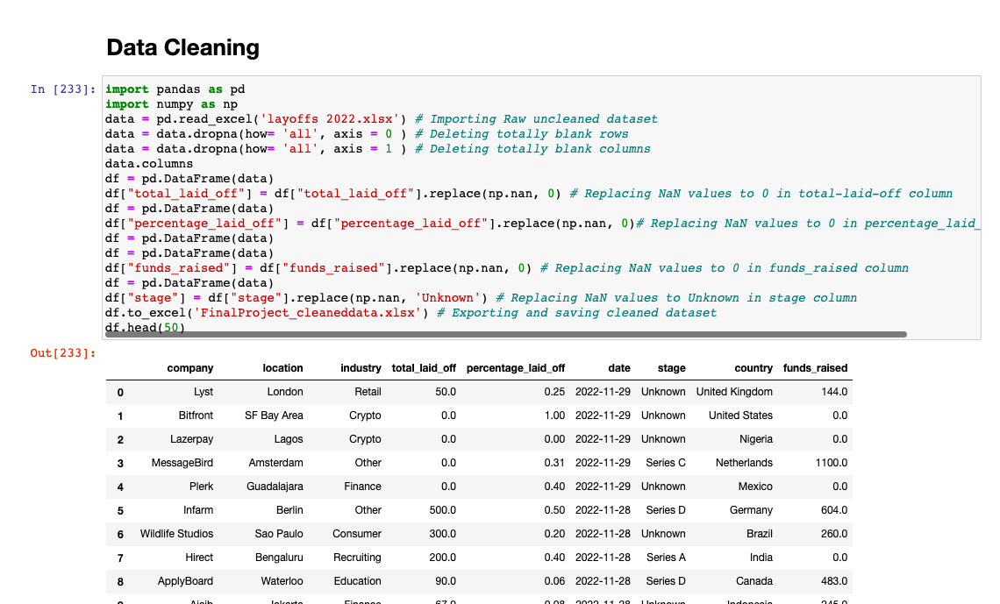 Data Cleaning
In [233]:
import pandas as pd
import numpy as np
data = pd.read_excel('layoffs 2022.xlsx') # Importing Raw uncleaned dataset
data = data.dropna(how= 'all', axis = 0 ) # Deleting totally blank rows
data = data.dropna(how= 'all', axis = 1 ) # Deleting totally blank columns
data.columns
df = pd.DataFrame(data)
df["total_laid_off"] = df["total_laid_off"].replace(np.nan, 0) # Replacing NaN values to 0 in total-laid-off column
df = pd.DataFrame(data)
df["percentage_laid_off"] = df["percentage_laid_off"].replace(np.nan, 0)# Replacing NaN values to 0 in percentage_laid_
df = pd.DataFrame(data)
df = pd.DataFrame(data)
df["funds_raised"] = df["funds_raised"].replace(np.nan, 0) # Replacing NaN values to 0 in funds_raised column
df = pd.DataFrame(data)
df["stage"] = df["stage"].replace(np.nan, 'Unknown') # Replacing NaN values to Unknown in stage column
df.to_excel('FinalProject_cleaneddata.xlsx') # Exporting and saving cleaned dataset
df.head(50)
Out[233]:
company location industry total_laid_off percentage_laid_off date stage country funds_raised
0 Lyst London Retail 50.0 0.25 2022-11-29 Unknown United Kingdom 144.0
1 Bitfront SF Bay Area Crypto 0.0 1.00 2022-11-29 Unknown United States 0.0
2 Lazerpay Lagos Crypto 0.0 0.00 2022-11-29 Unknown Nigeria 0.0
3 MessageBird Amsterdam Other 0.0 0.31 2022-11-29 Series C Netherlands 1100.0
4 Plerk Guadalajara Finance 0.0 0.40 2022-11-29 Unknown Mexico 0.0
5 Infarm Berlin Other 500.0 0.50 2022-11-28 Series D Germany 604.0
6 Wildlife Studios Sao Paulo Consumer 300.0 0.20 2022-11-28 Unknown Brazil 260.0
7 Hirect Bengaluru Recruiting 200.0 0.40 2022-11-28 Series A India 0.0
8 ApplyBoard Waterloo Education 90.0 0.06 2022-11-28 Series D Canada 483.0